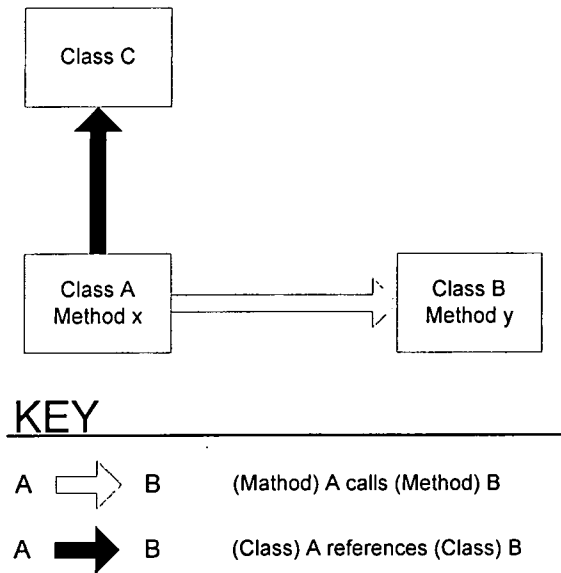 Class C
Class A
Method x
Class B
Method y
KEY
A B (Mathod) A calls (Method) B
A B (Class) A references (Class) B